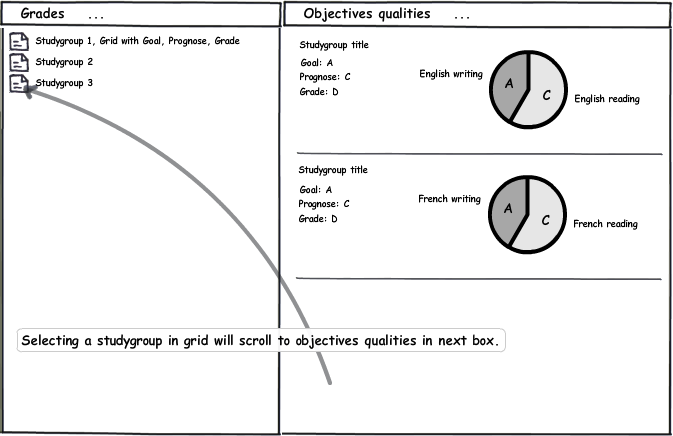 Grades ...
Studygroup 1, Grid with Goal, Prognose, Grade
Studygroup 2
Studygroup 3
Objectives qualities ...
Studygroup title
Goal: A
Prognose: C
Grade: D
English writing
A
C
English reading
Studygroup title
Goal: A
Prognose: C
Grade: D
French writing
A
C
French reading
Selecting a studygroup in grid will scroll to objectives qualities in next box.